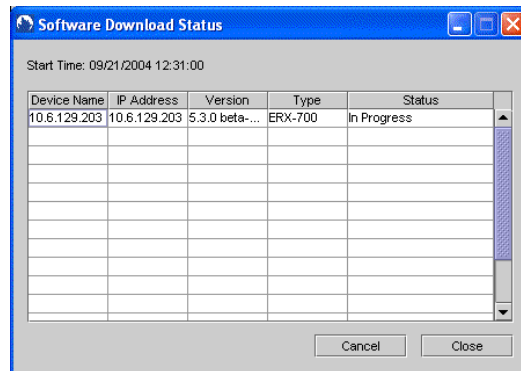 Software Download Status
Start Time: 09/21/2004 12:31:00
Device Name IP Address Version Type Status
10.6.129.203 10.6.129.203 5.3.0 beta-... ERX-700 In Progress
Cancel Close